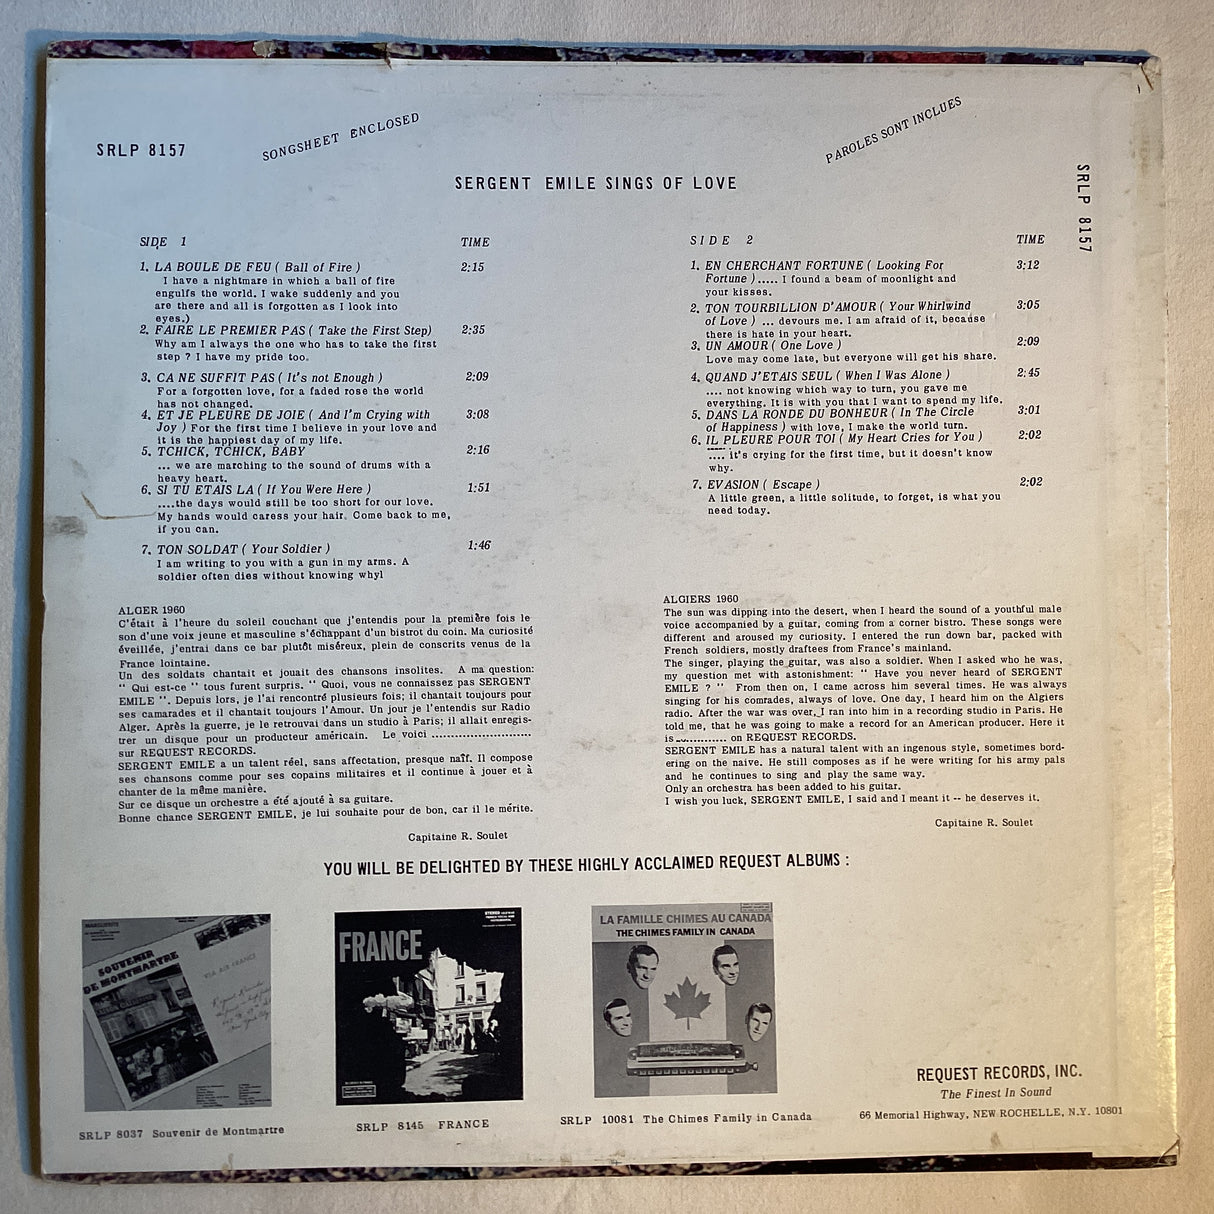 SRLP 8157
SONGSHEET ENCLOSED
PAROLES SONT INCLUES
SRLP 8157
SERGENT EMILE SINGS OF LOVE
SIDE 1 TIME
1. LA BOULE DE FEU ( Ball of Fire ) 2:15
I have a nightmare in which a ball of fire
engulfs the world. I wake suddenly and you
are there and all is forgotten as I look into
eyes.)
2. FAIRE LE PREMIER PAS ( Take the First Step) 2:35
Why am I always the one who has to take the first
step ? I have my pride too.
3. CA NE SUFFIT PAS ( It's not Enough ) 2:09
For a forgotten love, for a faded rose the world
has not changed.
4. ET JE PLEURE DE JOIE ( And I'm Crying with 3:08
Joy ) For the first time I believe in your love and
it is the happiest day of my life.
5. TCHICK, TCHICK, BABY 2:16
... we are marching to the sound of drums with a
heavy heart.
6. SI TU ETAIS LA ( If You Were Here ) 1:51
....the days would still be too short for our love.
My hands would caress your hair. Come back to me,
if you can.
7. TON SOLDAT ( Your Soldier ) 1:46
I am writing to you with a gun in my arms. A
soldier often dies without knowing why!
SIDE 2 TIME
1. EN CHERCHANT FORTUNE ( Looking For 3;12
Fortune )..... I found a beam of moonlight and
your kisses.
2. TON TOURBILLION D'AMOUR ( Your Whirlwind 3:05
of Love ) ... devours me. I am afraid of it, because
there is hate in your heart.
3. UN AMOUR ( One Love ) 2:09
Love may come late, but everyone will get his share.
4. QUAND J'ETAIS SEUL ( When I Was Alone ) 2:45
.... not knowing which way to turn, you gave me
everything. It is with you that I want to spend my life.
5. DANS LA RONDE DU BONHEUR ( In The Circle 3:01
of Happiness ) with love, I make the world turn.
6. IL PLEURE POUR TOI ( My Heart Cries for You ) 2:02
.... it's crying for the first time, but it doesn't know
why.
7. EVASION ( Escape ) 2:02
A little green, a little solitude, to forget, is what you
need today.
ALGER 1960
C'était à l'heure du soleil couchant que j'entendis pour la première fois le
son d'une voix jeune et masculine s'échappant d'un bistrot du coin. Ma curiosité
éveillée, j'entrai dans ce bar plutôt miséreux, plein de conscrits venus de la
France lointaine.
Un des soldats chantait et jouait des chansons insolites. A ma question:
" Qui est-ce " tous furent surpris. " Quoi, vous ne connaissez pas SERGENT
EMILE ". Depuis lors, je l'ai rencontré plusieurs fois; il chantait toujours pour
ses camarades et il chantait toujours l'Amour. Un jour je l'entendis sur Radio
Alger. Après la guerre, je le retrouvai dans un studio à Paris; il allait enregis-
trer un disque pour un producteur américain. Le voici .........................
sur REQUEST RECORDS.
SERGENT EMILE a un talent réel, sans affectation, presque naîf. Il compose
ses chansons comme pour ses copains militaires et il continue à jouer et à
chanter de la même manière.
Sur ce disque un orchestre a été ajouté à sa guitare.
Bonne chance SERGENT EMILE, je lui souhaite pour de bon, car il le mérite.
Capitaine R. Soulet
ALGIERS 1960
The sun was dipping into the desert, when I heard the sound of a youthful male
voice accompanied by a guitar, coming from a corner bistro. These songs were
different and aroused my curiosity. I entered the run down bar, packed with
French soldiers, mostly draftees from France's mainland.
The singer, playing the guitar, was also a soldier. When I asked who he was,
my question met with astonishment: " Have you never heard of SERGENT
EMILE ? " From then on, I came across him several times. He was always
singing for his comrades, always of love. One day, I heard him on the Algiers
radio. After the war was over, I ran into him in a recording studio in Paris. He
told me, that he was going to make a record for an American producer. Here it
is ............. on REQUEST RECORDS.
SERGENT EMILE has a natural talent with an ingenous style, sometimes bord-
ering on the naive. He still composes as if he were writing for his army pals
and he continues to sing and play the same way.
Only an orchestra has been added to his guitar.
I wish you luck, SERGENT EMILE, I said and I meant it -- he deserves it.
Capitaine R. Soulet
YOU WILL BE DELIGHTED BY THESE HIGHLY ACCLAIMED REQUEST ALBUMS :
MARGUERITE
SOUVENIR
DE MONTMARTRE
VIA AIR FRANCE
SRLP 8037 Souvenir de Montmartre
STEREO
FRANCE
SRLP 8145 FRANCE
LA FAMILLE CHIMES AU CANADA
THE CHIMES FAMILY IN CANADA
SRLP 10081 The Chimes Family in Canada
REQUEST RECORDS, INC.
The Finest In Sound
66 Memorial Highway, NEW ROCHELLE, N.Y. 10801